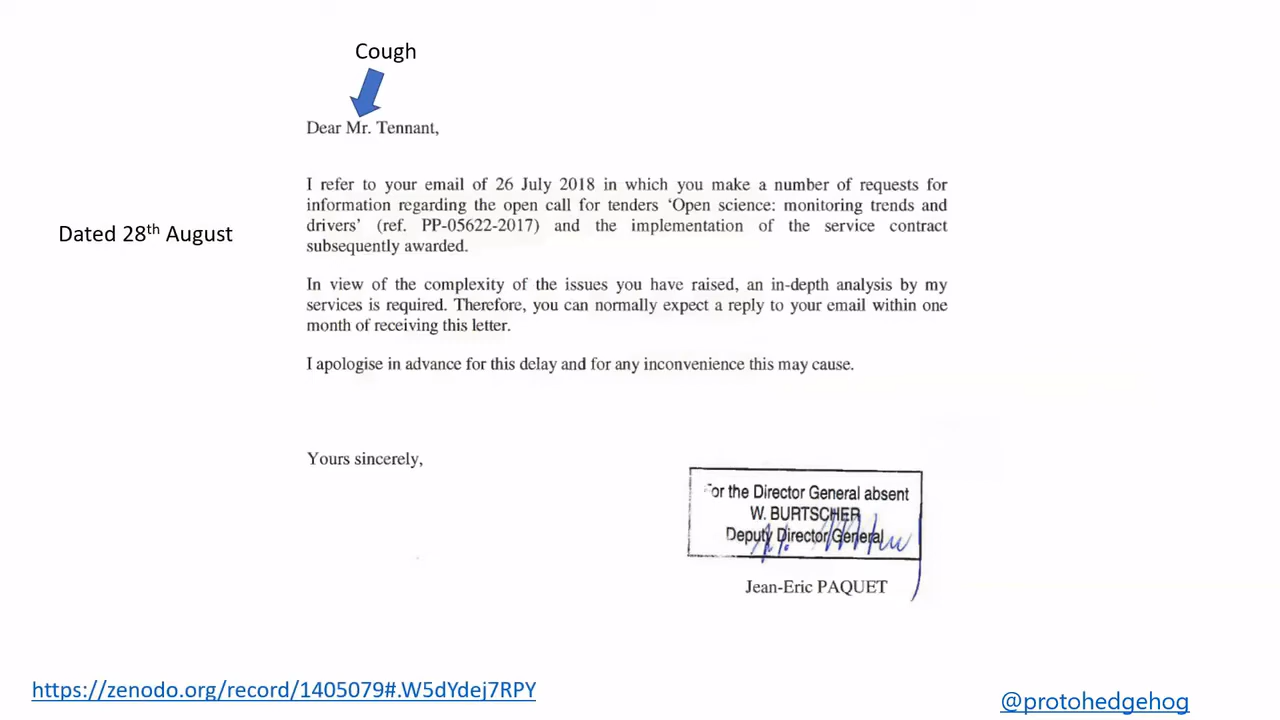 Cough
Dear Mr. Tennant,
I refer to your email of 26 July 2018 in which you make a number of requests for
information regarding the open call for tenders ‘Open science: monitoring trends and
drivers’ (ref. PP-05622-2017) and the implementation of the service contract
subsequently awarded.
Dated 28th August
In view of the complexity of the issues you have raised, an in-depth analysis by my
services is required. Therefore, you can normally expect a reply to your email within one
month of receiving this letter.
I apologise in advance for this delay and for any inconvenience this may cause.
Yours sincerely,
For the Director General absent
W. BURTSCHER
Deputy Director General
Jean-Eric PAQUET
https://zenodo.org/record/1405079#.W5dYdej7RPY
@protohedgehog